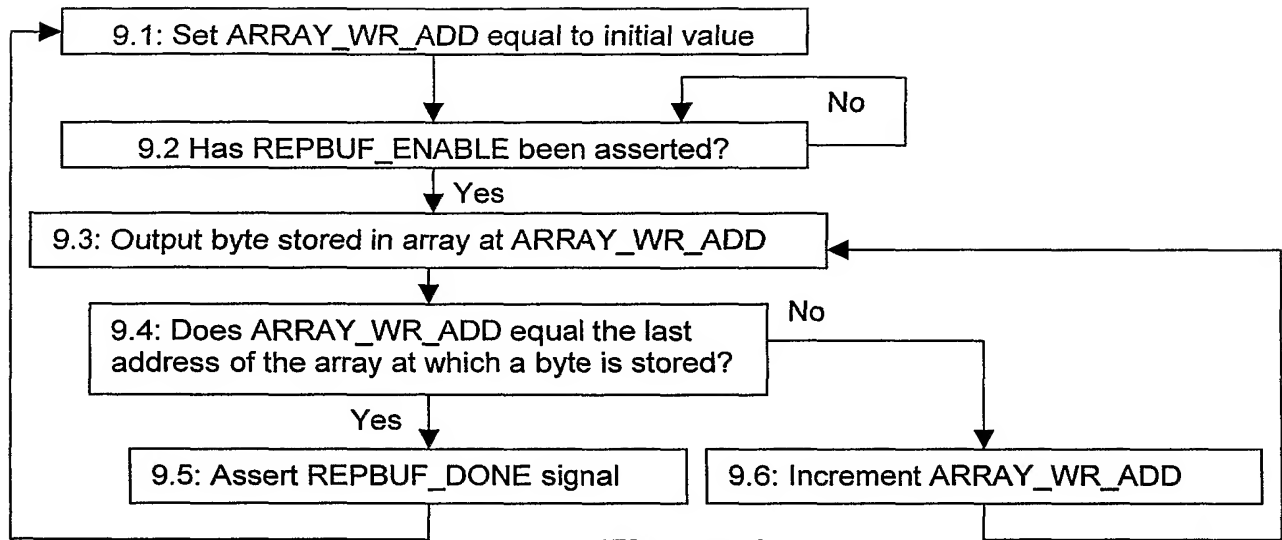 9.1: Set ARRAY_WR_ADD equal to initial value
No
9.2 Has REPBUF_ENABLE been asserted?
Yes
9.3: Output byte stored in array at ARRAY_WR_ADD
9.4: Does ARRAY_WR_ADD equal the last
address of the array at which a byte is stored?
No
Yes
9.5: Assert REPBUF_DONE signal
9.6: Increment ARRAY_WR_ADD